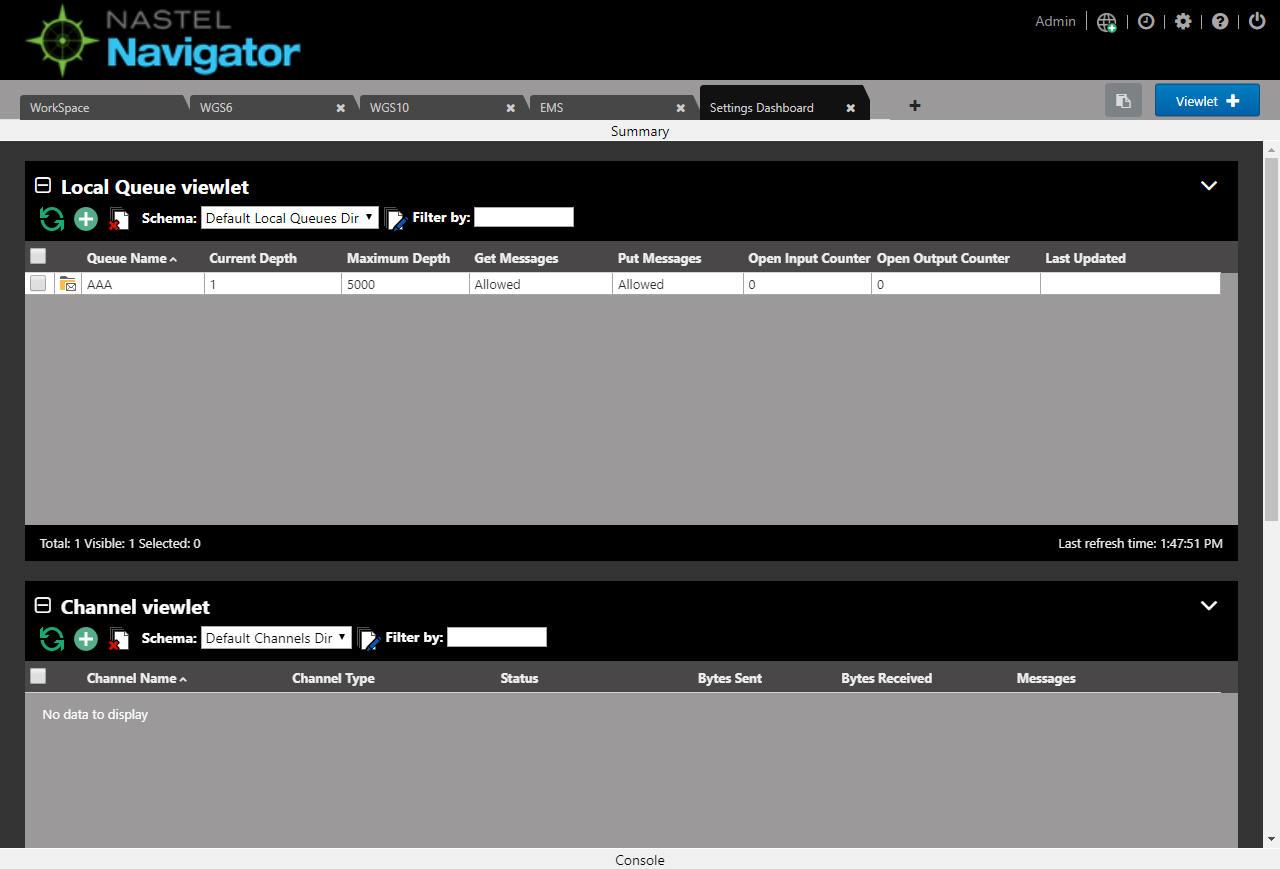 NASTEL
Navigator
Admin
WorkSpace WGS6 WGS10 EMS Settings Dashboard Viewlet
Summary
Local Queue viewlet
Schema: Default Local Queues Dir Filter by:
Queue Name Current Depth Maximum Depth Get Messages Put Messages Open Input Counter Open Output Counter Last Updated
AAA 1 5000 Allowed Allowed 0 0
Total: 1 Visible: 1 Selected: 0 Last refresh time: 1:47:51 PM
Channel viewlet
Schema: Default Channels Dir Filter by:
Channel Name Channel Type Status Bytes Sent Bytes Received Messages
No data to display
Console